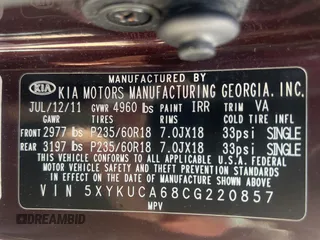 MANUFACTURED BY
KIA KIA MOTORS MANUFACTURING GEORGIA, INC.
JUL/12/11 GVWR 4960 lbs PAINT IRR TRIM VA
TIRES RIMS COLD TIRE INFL
FRONT 2977 lbs P235/60R18 7.0JX18 33psi SINGLE
REAR 3197 lbs P235/60R18 7.0JX18 33psi SINGLE
THIS VEHICLE CONFORMS TO ALL APPLICABLE FEDERAL
MOTOR VEHICLE SAFETY AND THEFT PREVENTION STANDARDS
IN EFFECT ON THE DATE OF MANUFACTURE SHOWN ABOVE.
VIN 5XYKUCA68CG220857
MPV
DREAMBID